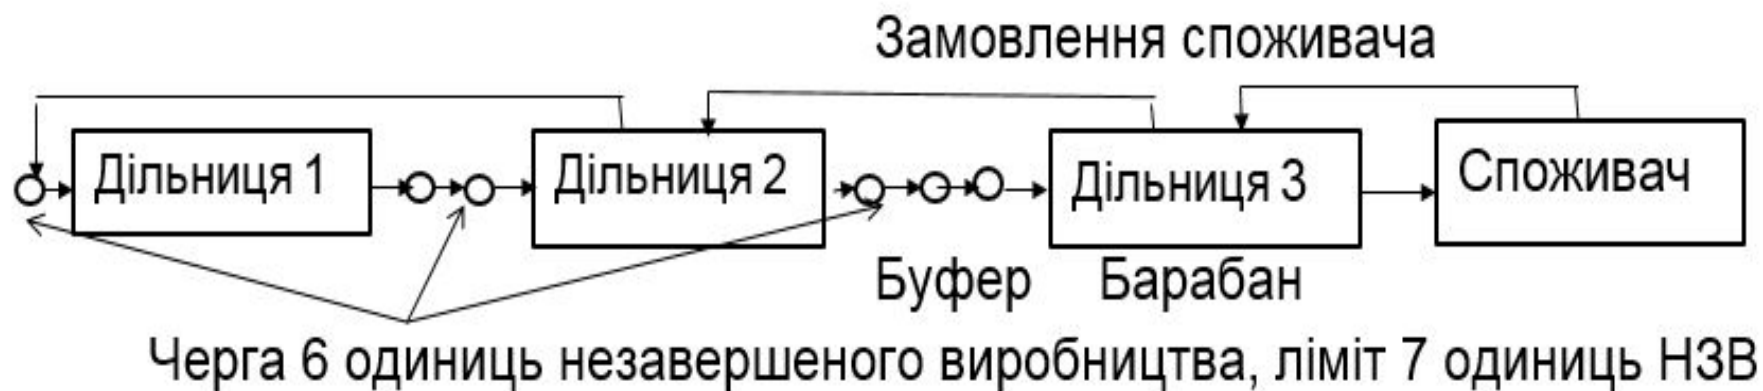 Замовлення споживача
Дільниця 1
Дільниця 2
Дільниця 3
Споживач
Буфер
Барабан
Черга 6 одиниць незавершеного виробництва, ліміт 7 одиниць НЗВ